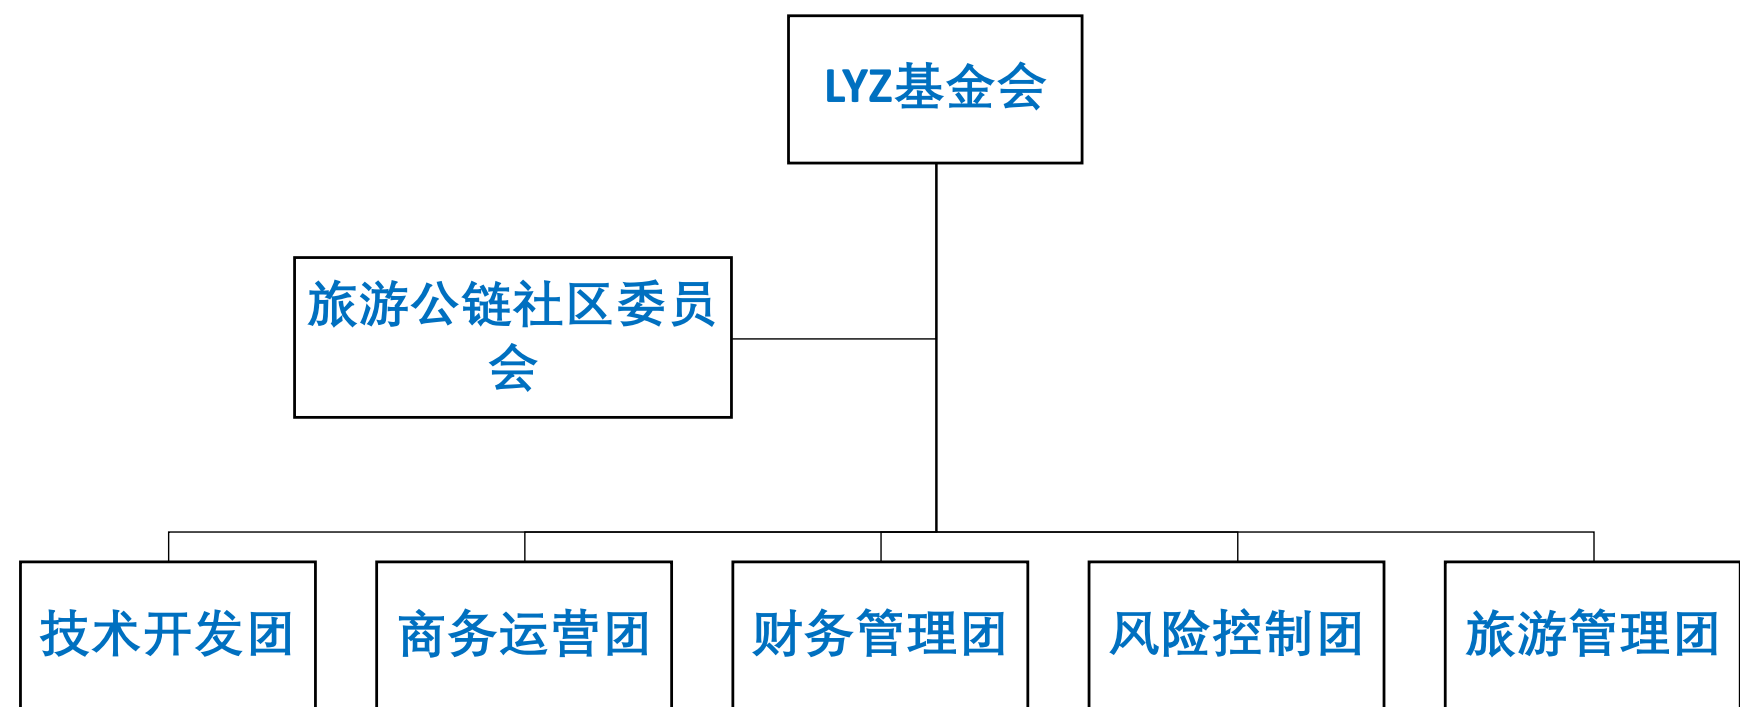 LYZ基金会
旅游公链社区委员
会
技术开发团
商务运营团
财务管理团
风险控制团
旅游管理团